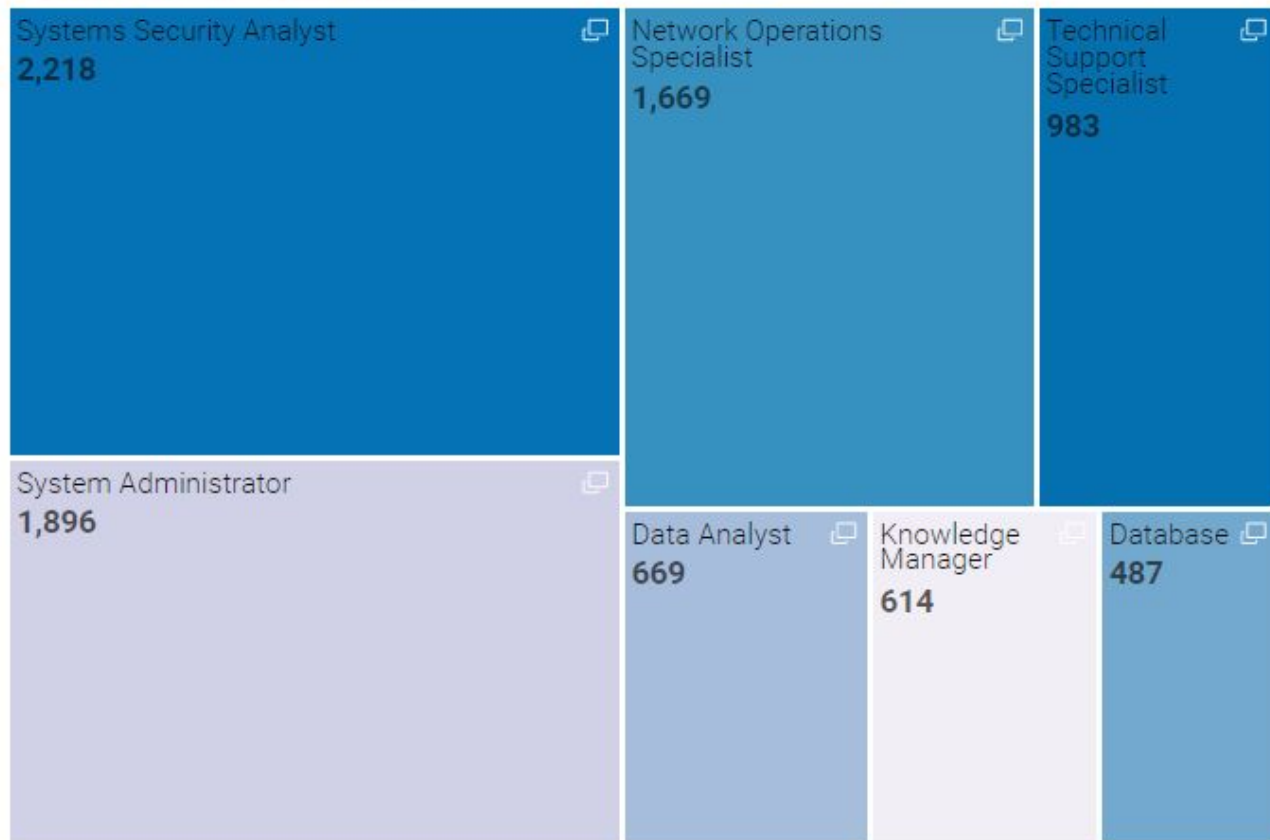 Systems Security Analyst
2,218
Network Operations
Specialist
1,669
Technical
Support
Specialist
983
System Administrator
1,896
Data Analyst
669
Knowledge
Manager
614
Database
487